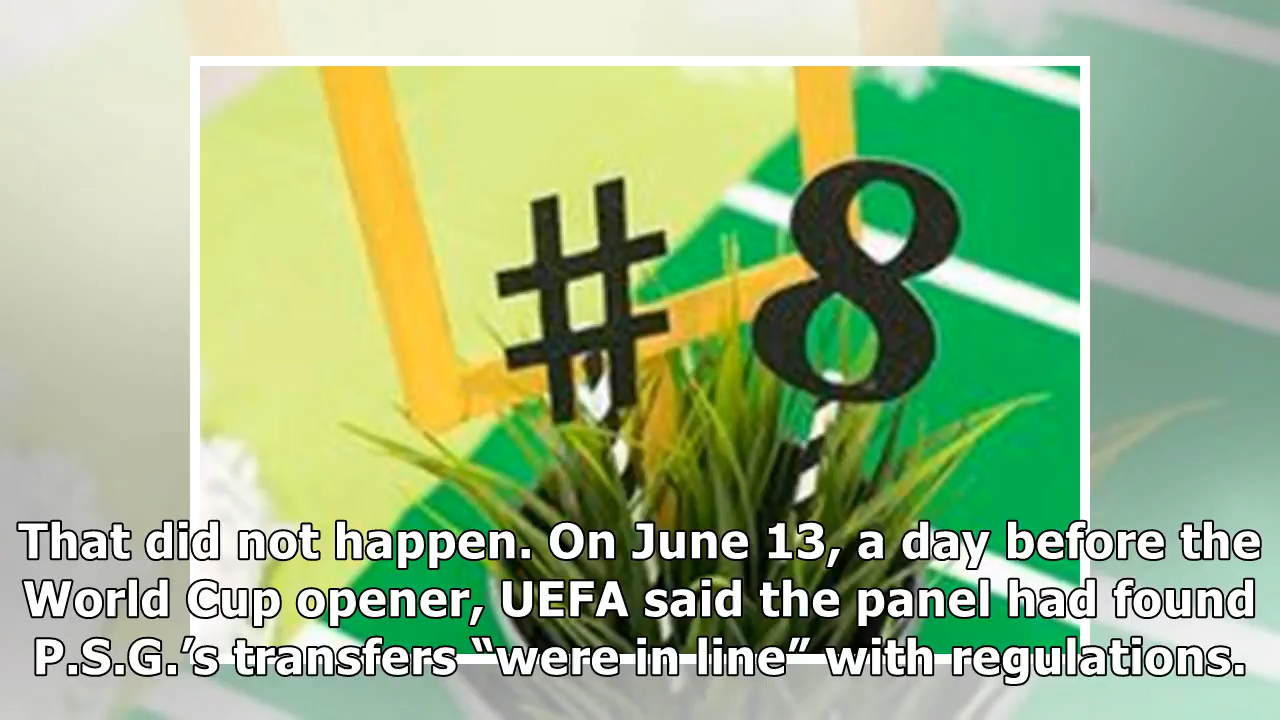 #8
That did not happen. On June 13, a day before the
World Cup opener, UEFA said the panel had found
P.S.G.’s transfers “were in line” with regulations.